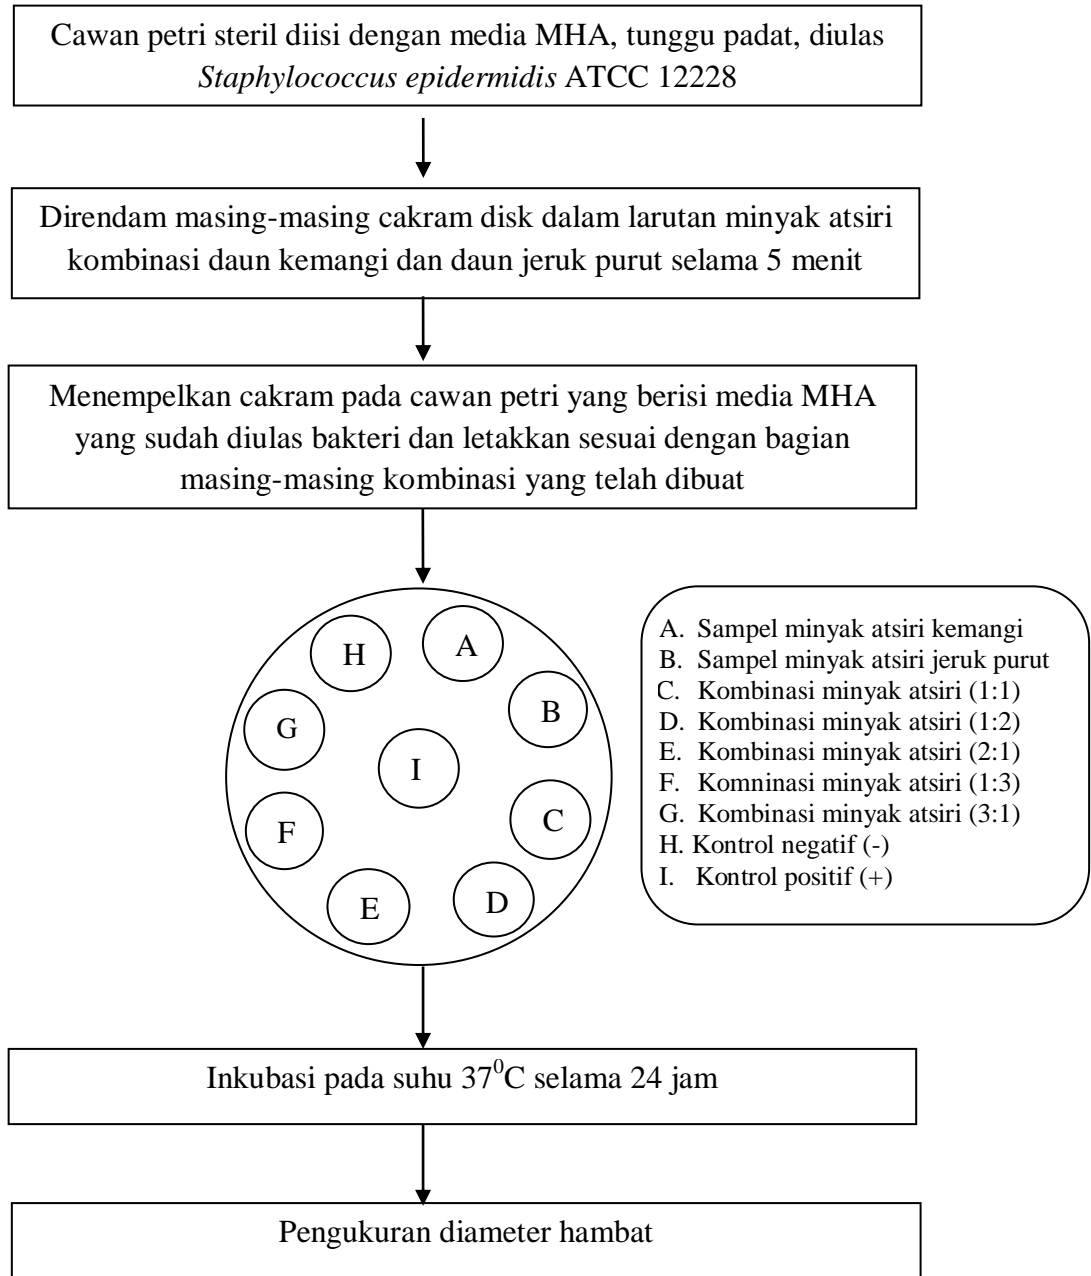 Cawan petri steril diisi dengan media MHA, tunggu padat, diulas
Staphylococcus epidermidis ATCC 12228
Direndam masing-masing cakram disk dalam larutan minyak atsiri
kombinasi daun kemangi dan daun jeruk purut selama 5 menit
Menempelkan cakram pada cawan petri yang berisi media MHA
yang sudah diulas bakteri dan letakkan sesuai dengan bagian
masing-masing kombinasi yang telah dibuat
H
A
G
B
I
F
C
E
D
A. Sampel minyak atsiri kemangi
B. Sampel minyak atsiri jeruk purut
C. Kombinasi minyak atsiri (1:1)
D. Kombinasi minyak atsiri (1:2)
E. Kombinasi minyak atsiri (2:1)
F. Komninasi minyak atsiri (1:3)
G. Kombinasi minyak atsiri (3:1)
H. Kontrol negatif (-)
I. Kontrol positif (+)
Inkubasi pada suhu 37⁰C selama 24 jam
Pengukuran diameter hambat